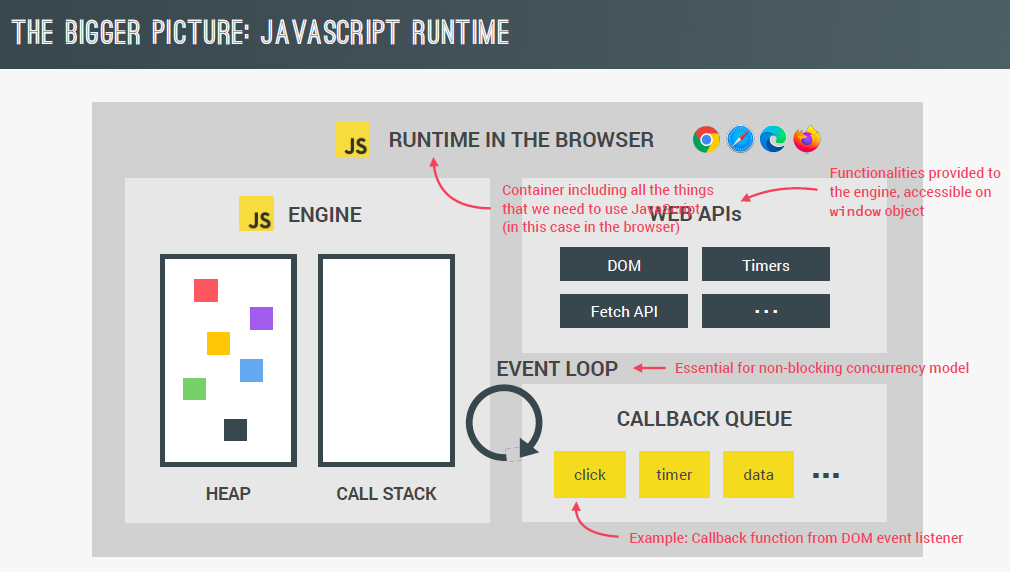 THE BIGGER PICTURE: JAVASCRIPT RUNTIME
JS
RUNTIME IN THE BROWSER
Container including all the things
that we need to use JavaScript
(in this case in the browser)
Functionalities provided to
the engine, accessible on
window object
JS
ENGINE
HEAP
CALL STACK
WEB APIs
DOM
Timers
Fetch API
...
EVENT LOOP
Essential for non-blocking concurrency model
CALLBACK QUEUE
click
timer
data
...
Example: Callback function from DOM event listener